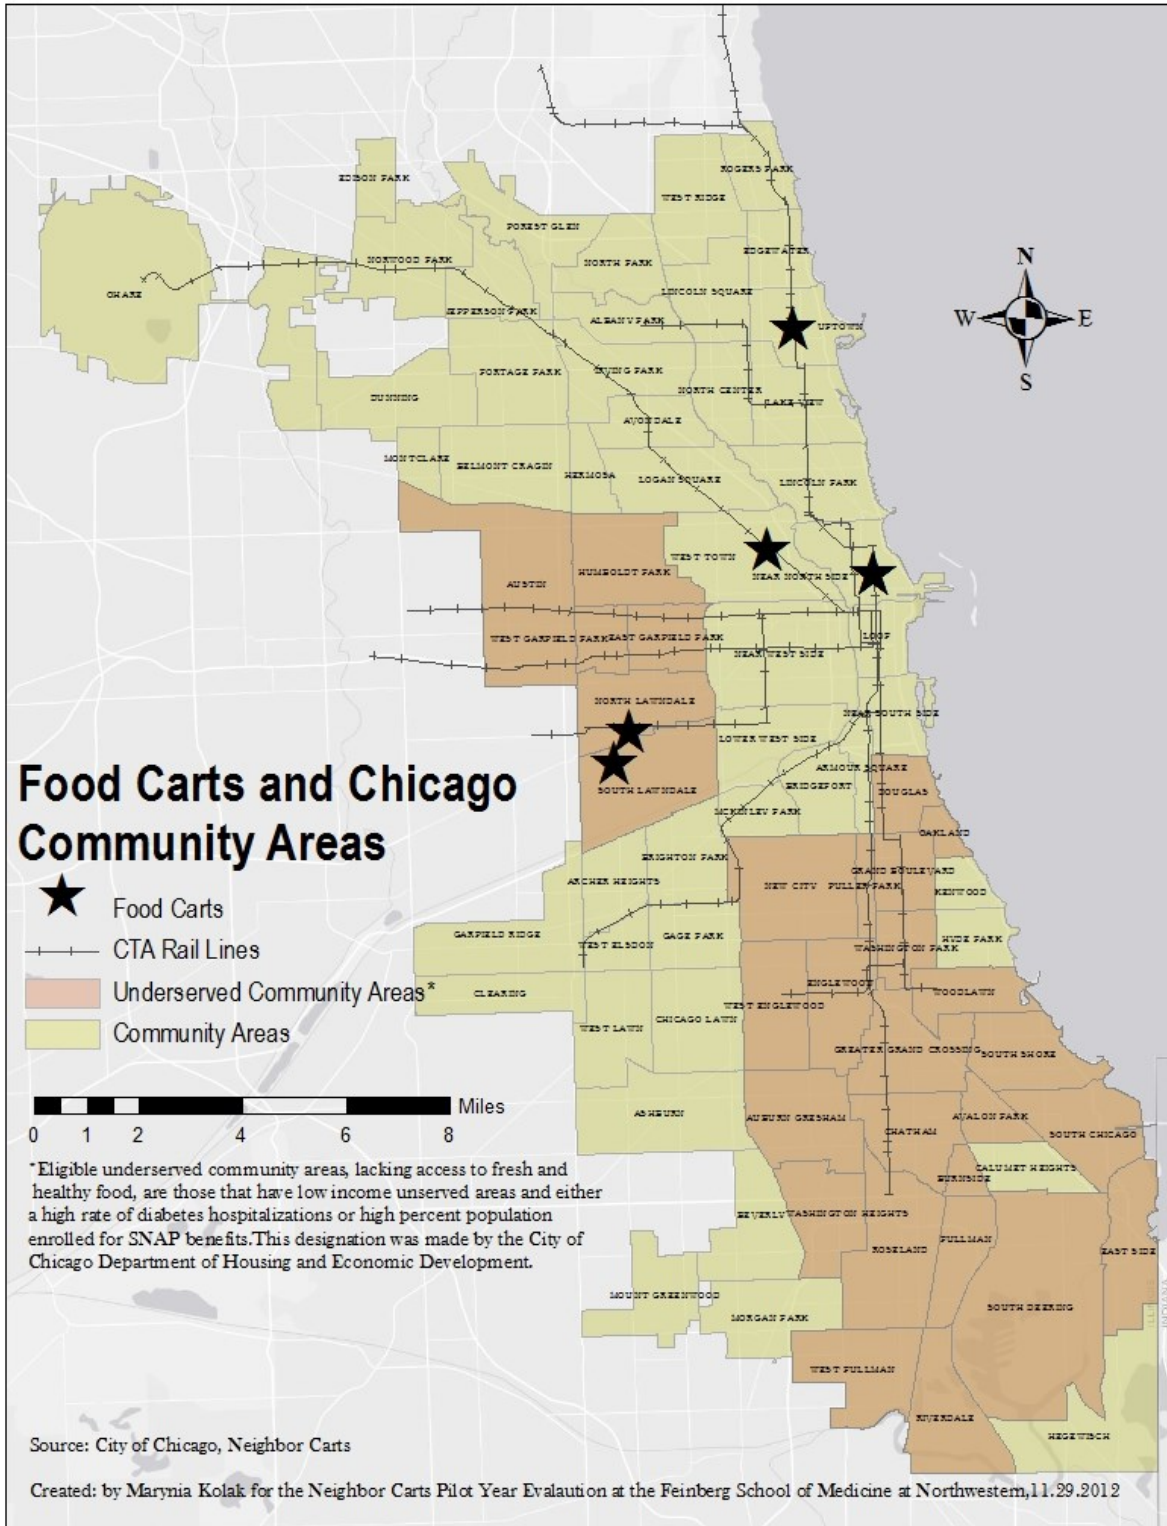 ROGERS PARK
EDISON PARK
WEST RIDGE
FOREST GLEN
EDGEWATER
NORWOOD PARK
NORTH PARK
OHARE
LINCOLN SQUARE
JEFFERSON PARK
ALBANY PARK
UPTOWN
N
W
E
S
PORTAGE PARK
IRVING PARK
NORTH CENTER
DUNNING
LAKE VIEW
AVONDALE
MONTCLARE
BELMONT CRAGIN
HERMOSA
LOGAN SQUARE
LINCOLN PARK
WEST TOWN
AUSTIN
HUMBOLDT PARK
NEAR NORTH SIDE
WEST GARFIELD PARK
EAST GARFIELD PARK
LOOP
NEAR WEST SIDE
NORTH LAWNDALE
NEAR SOUTH SIDE
LOWER WEST SIDE
ARMOUR SQUARE
SOUTH LAWNDALE
BRIDGEPORT
DOUGLAS
MCKINLEY PARK
OAKLAND
BRIGHTON PARK
GRAND BOULEVARD
ARCHER HEIGHTS
NEW CITY
FULLER PARK
KENWOOD
GARFIELD RIDGE
GAGE PARK
HYDE PARK
WEST ELSDON
WASHINGTON PARK
CLEARING
ENGLEWOOD
WOODLAWN
WEST ENGLEWOOD
CHICAGO LAWN
WEST LAWN
GREATER GRAND CROSSING
SOUTH SHORE
ASHBURN
AUBURN GRESHAM
AVALON PARK
CHATHAM
SOUTH CHICAGO
CALUMET HEIGHTS
BURNSIDE
BEVERLY
WASHINGTON HEIGHTS
PULLMAN
ROSELAND
EAST SIDE
MOUNT GREENWOOD
SOUTH DEERING
MORGAN PARK
WEST PULLMAN
RIVERDALE
HEGEWISCH
ILLINOIS
INDIANA
Food Carts and Chicago
Community Areas
Food Carts
CTA Rail Lines
Underserved Community Areas*
Community Areas
Miles
0 1 2 4 6 8
*Eligible underserved community areas, lacking access to fresh and
healthy food, are those that have low income unserved areas and either
a high rate of diabetes hospitalizations or high percent population
enrolled for SNAP benefits.This designation was made by the City of
Chicago Department of Housing and Economic Development.
Source: City of Chicago, Neighbor Carts
Created: by Marynia Kolak for the Neighbor Carts Pilot Year Evalaution at the Feinberg School of Medicine at Northwestern,11.29.2012